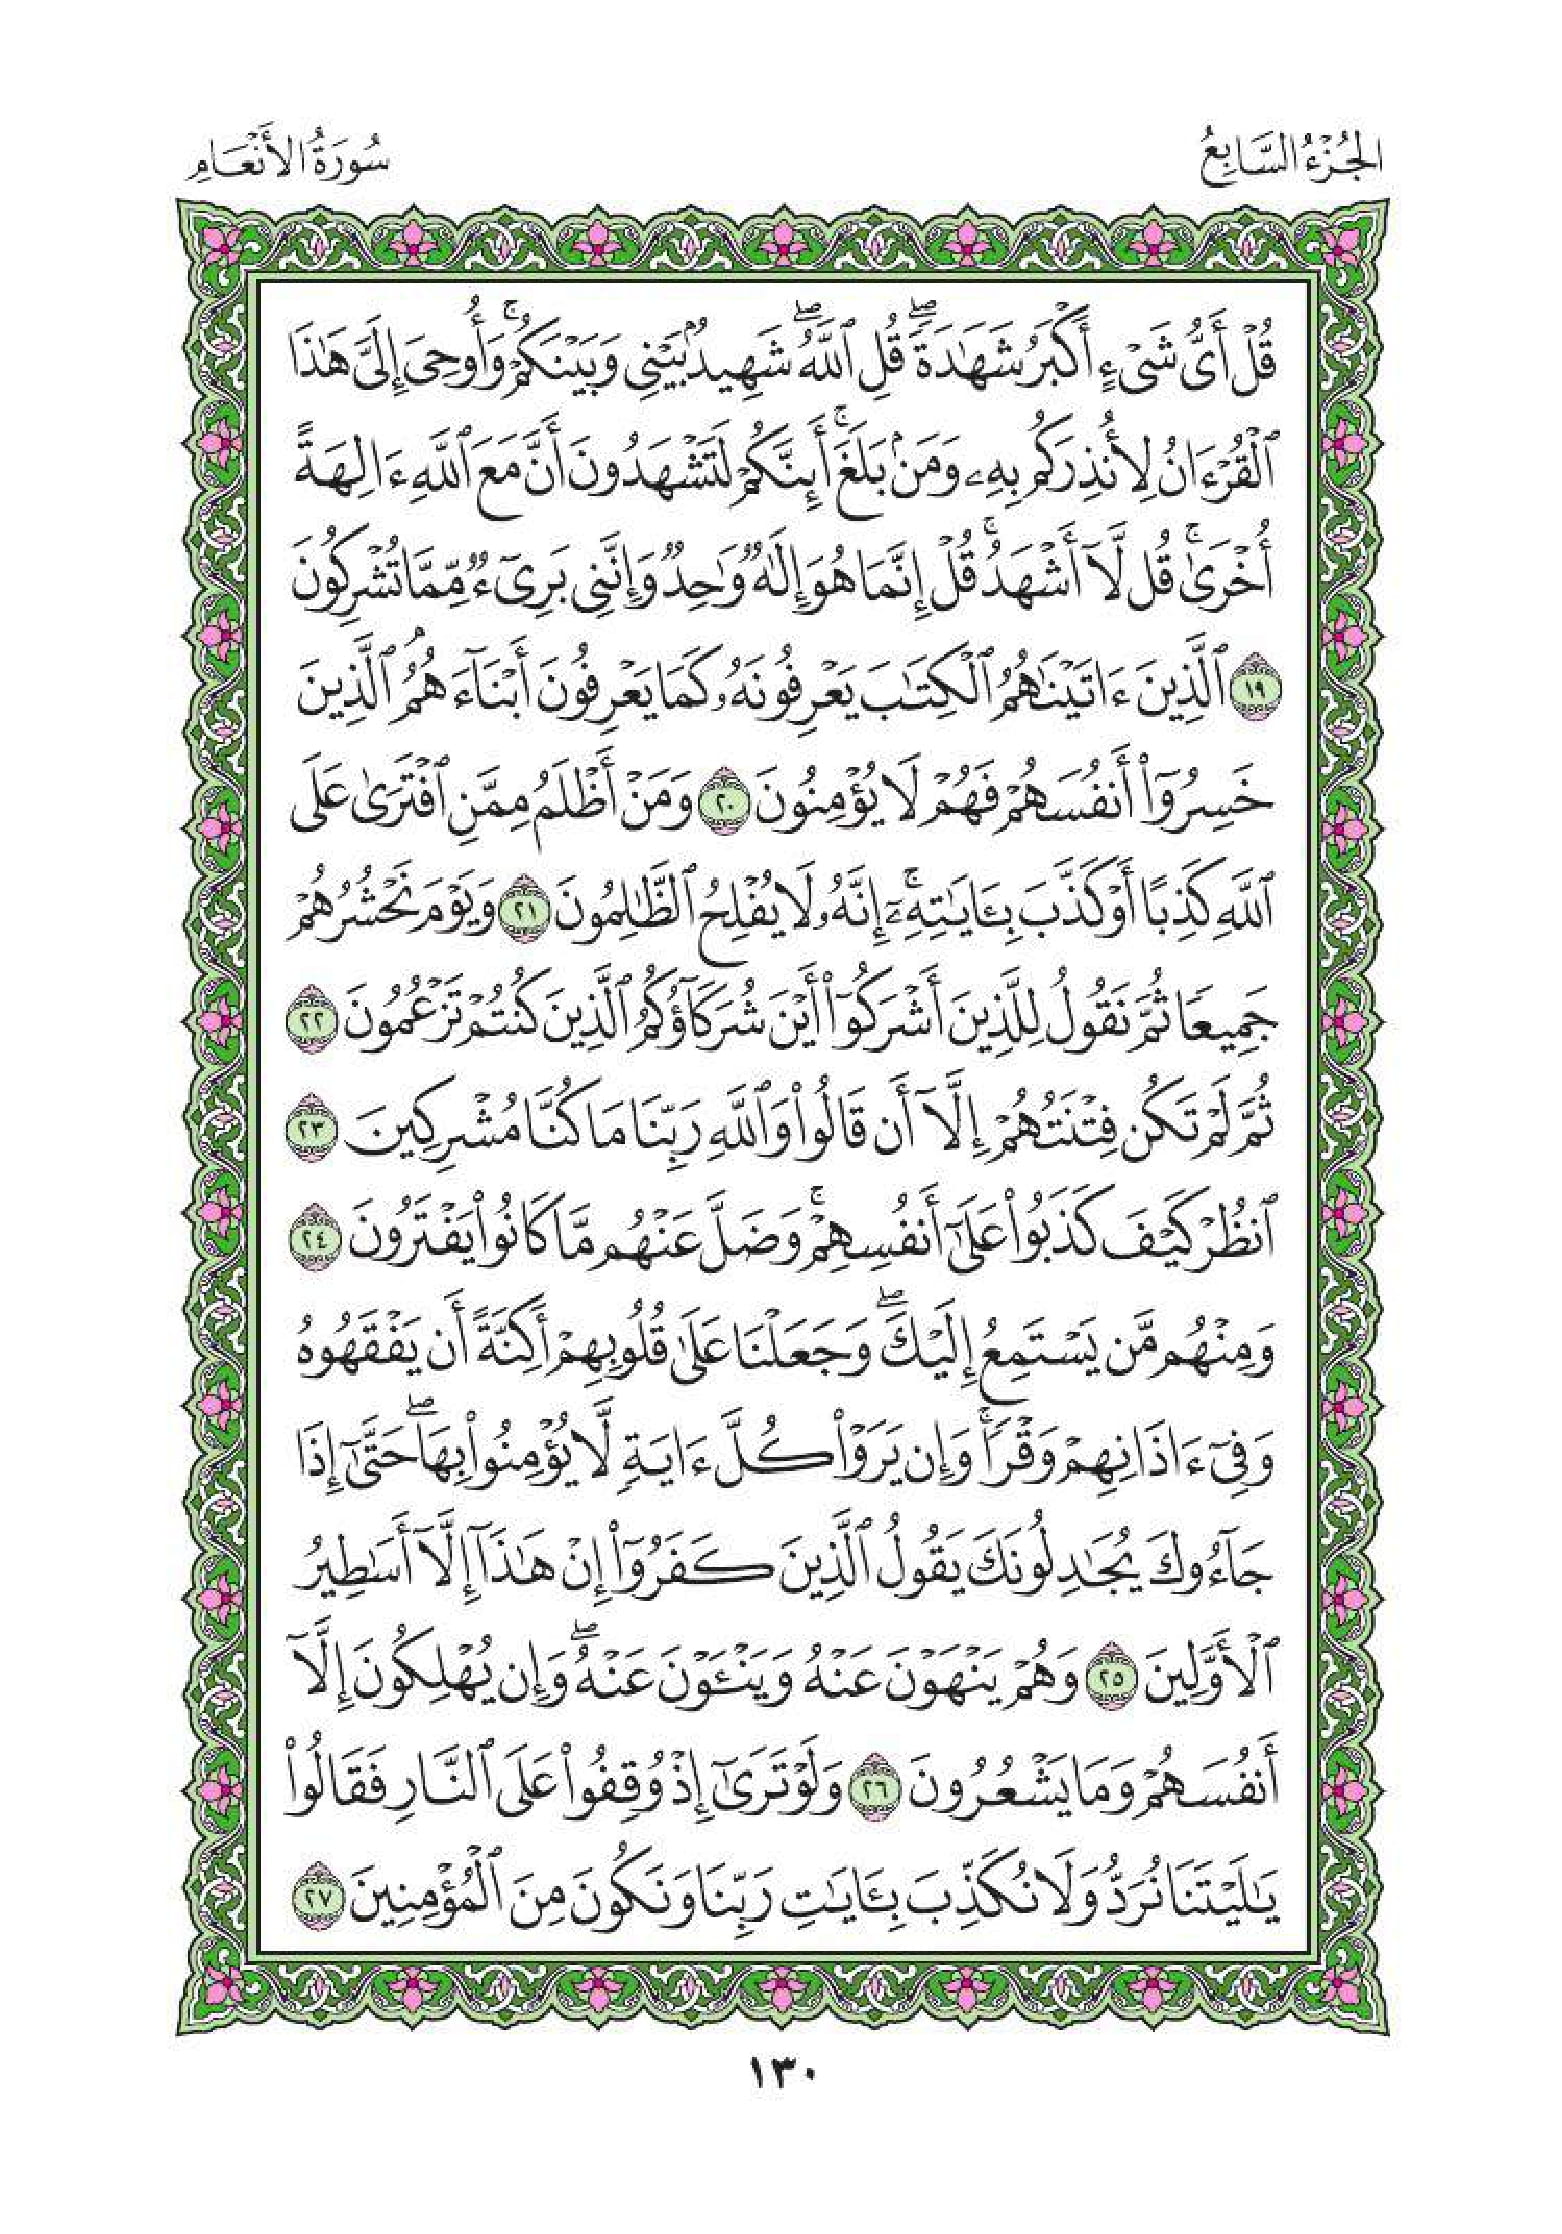 الجُزْءُ السَّابِعُ
سُورَةُ الأَنْعَامِ
قُلْ أَيُّ شَيْءٍ أَكْبَرُ شَهَٰدَةًۖ قُلِ ٱللَّهُۖ شَهِيدُۢ بَيْنِي وَبَيْنَكُمْۚ وَأُوحِيَ إِلَيَّ هَٰذَا
ٱلْقُرْءَانُ لِأُنذِرَكُم بِهِۦ وَمَنۢ بَلَغَۚ أَئِنَّكُمْ لَتَشْهَدُونَ أَنَّ مَعَ ٱللَّهِ ءَالِهَةً
أُخْرَىٰۚ قُل لَّآ أَشْهَدُۚ قُلْ إِنَّمَا هُوَ إِلَٰهٌ وَٰحِدٌ وَإِنَّنِي بَرِيٓءٌ مِّمَّا تُشْرِكُونَ
١٩ ٱلَّذِينَ ءَاتَيْنَٰهُمُ ٱلْكِتَٰبَ يَعْرِفُونَهُۥ كَمَا يَعْرِفُونَ أَبْنَآءَهُمُ ٱلَّذِينَ
خَسِرُوٓا۟ أَنفُسَهُمْ فَهُمْ لَا يُؤْمِنُونَ ٢٠ وَمَنْ أَظْلَمُ مِمَّنِ ٱفْتَرَىٰ عَلَى
ٱللَّهِ كَذِبًا أَوْ كَذَّبَ بِـَٔايَٰتِهِۦٓۚ إِنَّهُۥ لَا يُفْلِحُ ٱلظَّٰلِمُونَ ٢١ وَيَوْمَ نَحْشُرُهُمْ
جَمِيعًا ثُمَّ نَقُولُ لِلَّذِينَ أَشْرَكُوٓا۟ أَيْنَ شُرَكَآؤُكُمُ ٱلَّذِينَ كُنتُمْ تَزْعُمُونَ ٢٢
ثُمَّ لَمْ تَكُن فِتْنَتُهُمْ إِلَّآ أَن قَالُوا۟ وَٱللَّهِ رَبِّنَا مَا كُنَّا مُشْرِكِينَ ٢٣
ٱنظُرْ كَيْفَ كَذَبُوا۟ عَلَىٰٓ أَنفُسِهِمْۚ وَضَلَّ عَنْهُم مَّا كَانُوا۟ يَفْتَرُونَ ٢٤
وَمِنْهُم مَّن يَسْتَمِعُ إِلَيْكَۖ وَجَعَلْنَا عَلَىٰ قُلُوبِهِمْ أَكِنَّةً أَن يَفْقَهُوهُ
وَفِيٓ ءَاذَانِهِمْ وَقْرًاۚ وَإِن يَرَوْا۟ كُلَّ ءَايَةٍ لَّا يُؤْمِنُوا۟ بِهَاۖ حَتَّىٰٓ إِذَا
جَآءُوكَ يُجَٰدِلُونَكَ يَقُولُ ٱلَّذِينَ كَفَرُوٓا۟ إِنْ هَٰذَآ إِلَّآ أَسَٰطِيرُ
ٱلْأَوَّلِينَ ٢٥ وَهُمْ يَنْهَوْنَ عَنْهُ وَيَنْـَٔوْنَ عَنْهُۖ وَإِن يُهْلِكُونَ إِلَّآ
أَنفُسَهُمْ وَمَا يَشْعُرُونَ ٢٦ وَلَوْ تَرَىٰٓ إِذْ وُقِفُوا۟ عَلَى ٱلنَّارِ فَقَالُوا۟
يَٰلَيْتَنَا نُرَدُّ وَلَا نُكَذِّبَ بِـَٔايَٰتِ رَبِّنَا وَنَكُونَ مِنَ ٱلْمُؤْمِنِينَ ٢٧
١٣٠